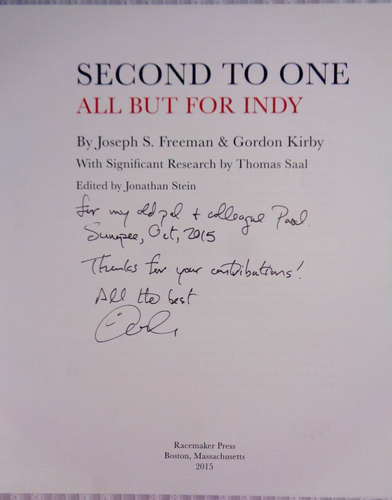 SECOND TO ONE
ALL BUT FOR INDY
By Joseph S. Freeman & Gordon Kirby
With Significant Research by Thomas Saal
Edited by Jonathan Stein
For my old pal + colleague Paul.
Sunapee, Oct, 2015
Thanks for your contributions!
All the best
Racemaker Press
Boston, Massachusetts
2015